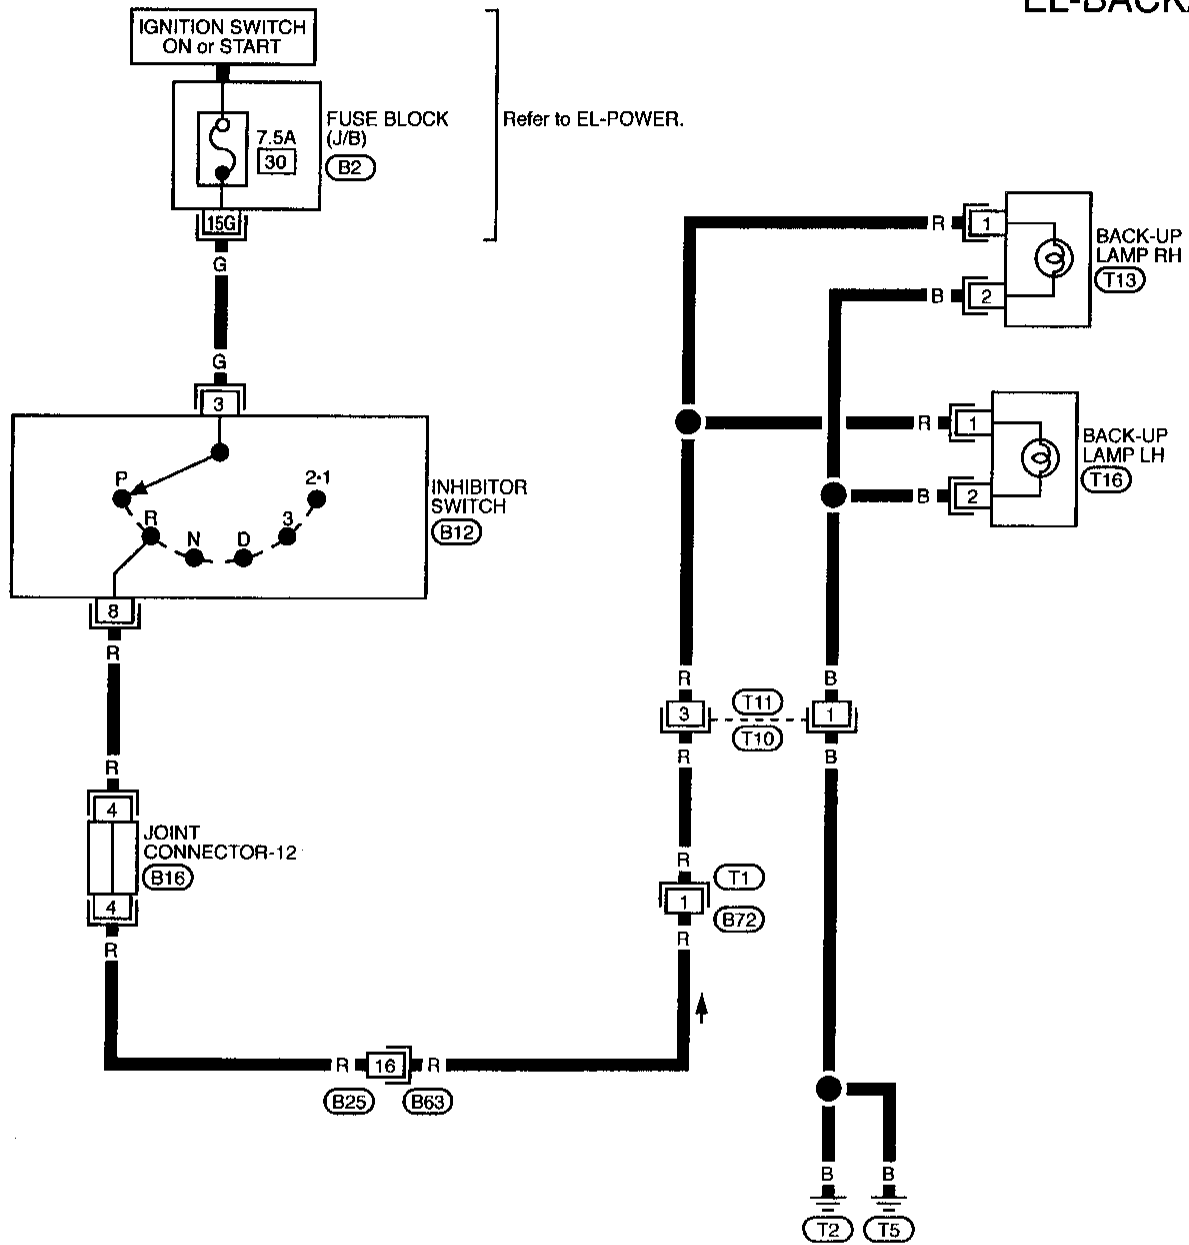 EL-BACK/
IGNITION SWITCH
ON or START
FUSE BLOCK
(J/B)
B2
7.5A
30
15G
Refer to EL-POWER.
G
G
3
P
R
N
D
3
2·1
INHIBITOR
SWITCH
B12
8
R
R
4
JOINT
CONNECTOR-12
B16
4
R
R
16
R
B25
B63
R
1
BACK-UP
LAMP RH
T13
B
2
R
1
BACK-UP
LAMP LH
T16
B
2
R
B
3
T11
T10
1
R
B
R
T1
1
B72
R
B
B
T2
T5